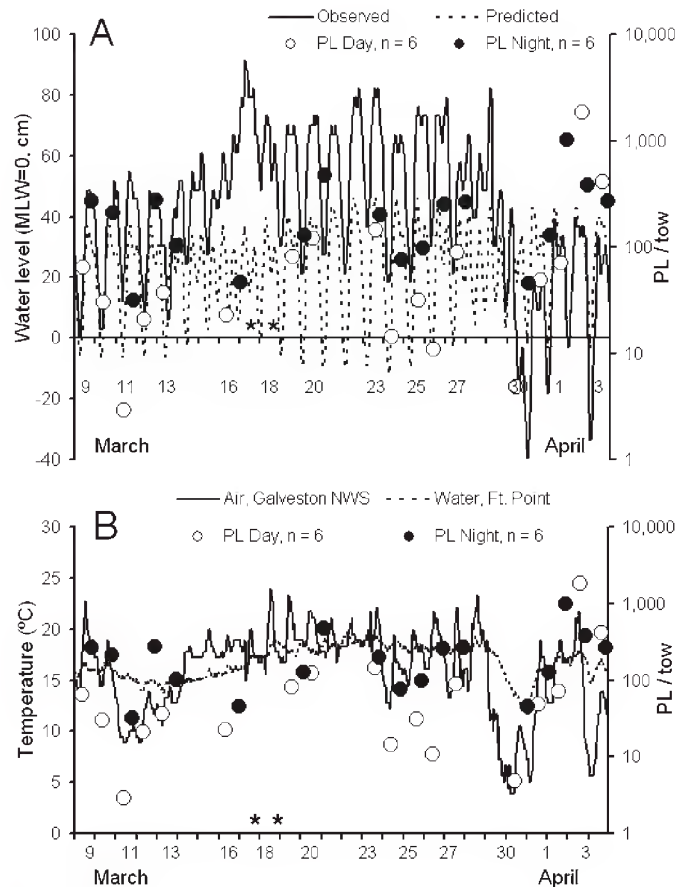 Observed Predicted
PL Day, n = 6 PL Night, n = 6
A
100
80
60
40
20
0
-20
-40
Water level (MLW=0, cm)
10,000
1,000
100
10
1
PL / tow
* *
9 11 13 16 18 20 23 25 27 30 1 3
March April
Air, Galveston NWS Water, Ft. Point
PL Day, n = 6 PL Night, n = 6
B
30
25
20
15
10
5
0
Temperature (ºC)
10,000
1,000
100
10
1
PL / tow
* *
9 11 13 16 18 20 23 25 27 30 1 3
March April